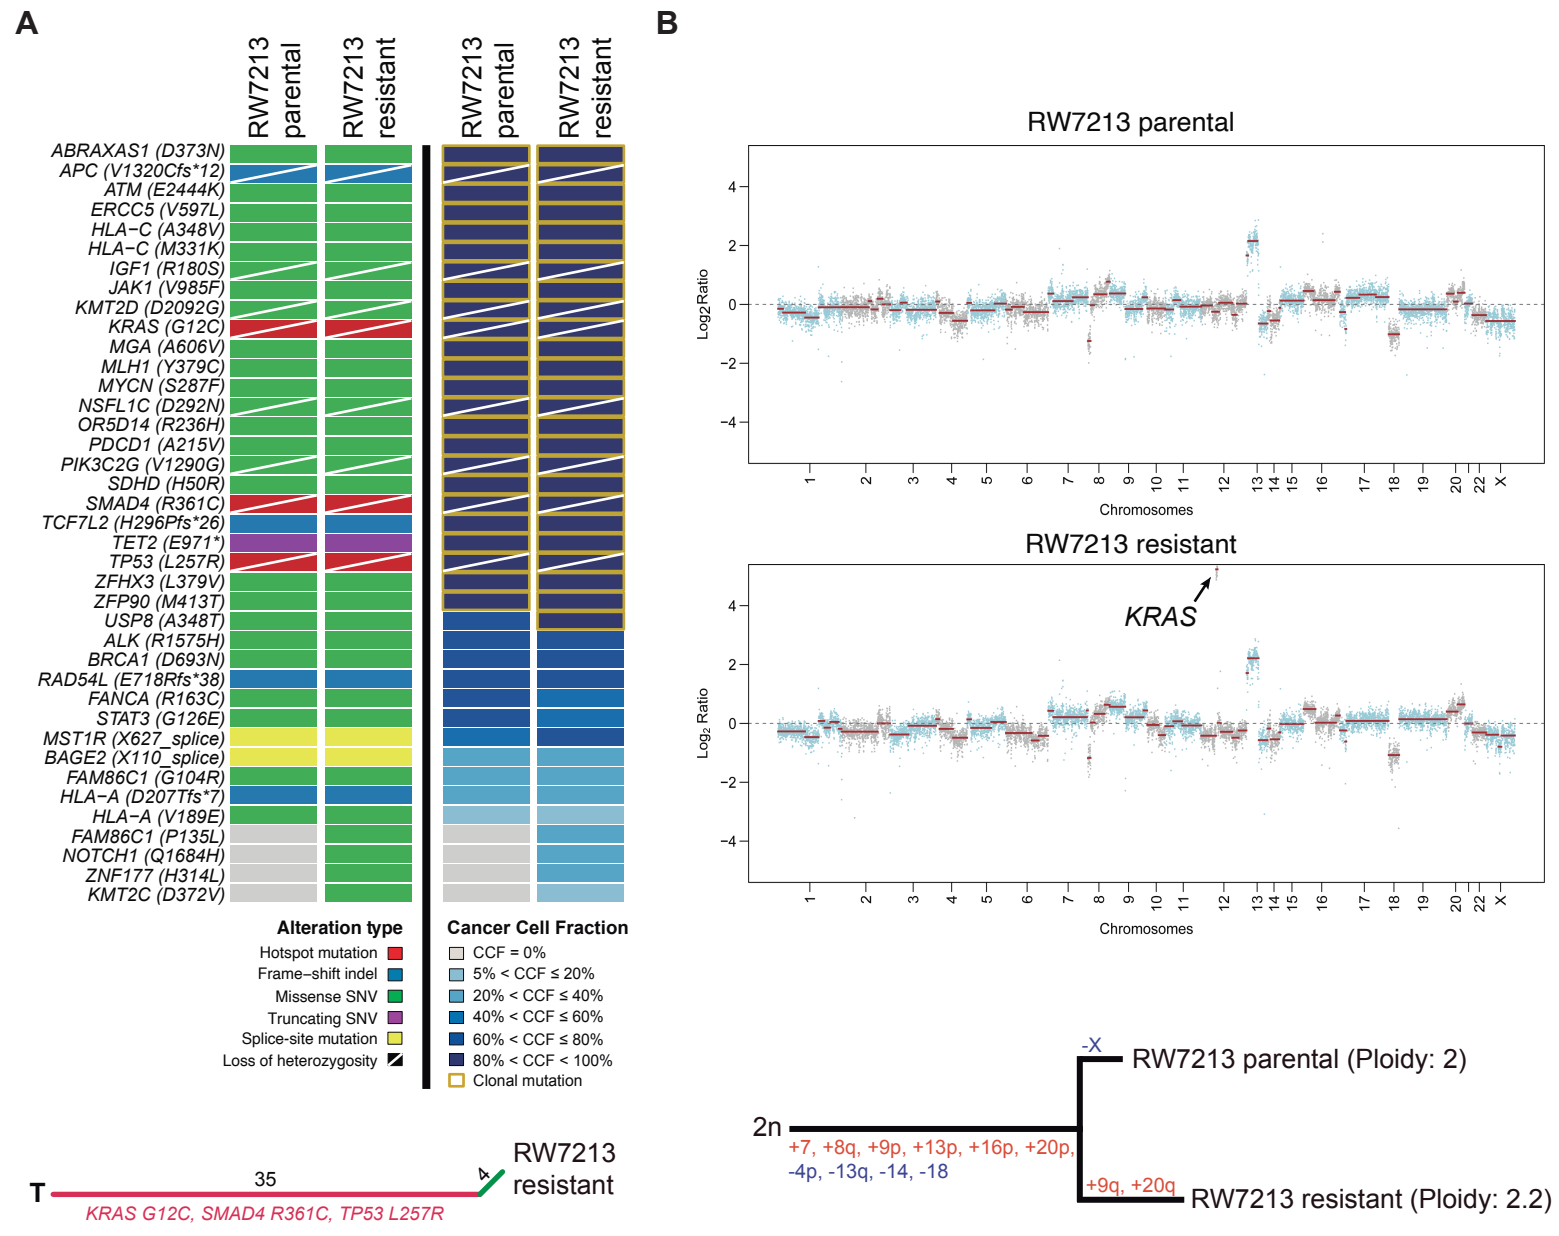 A
RW7213
parental
RW7213
resistant
RW7213
parental
RW7213
resistant
ABRAXAS1 (D373N)
APC (V1320Cfs*12)
ATM (E2444K)
ERCC5 (V597L)
HLA−C (A348V)
HLA−C (M331K)
IGF1 (R180S)
JAK1 (V985F)
KMT2D (D2092G)
KRAS (G12C)
MGA (A606V)
MLH1 (Y379C)
MYCN (S287F)
NSFL1C (D292N)
OR5D14 (R236H)
PDCD1 (A215V)
PIK3C2G (V1290G)
SDHD (H50R)
SMAD4 (R361C)
TCF7L2 (H296Pfs*26)
TET2 (E971*)
TP53 (L257R)
ZFHX3 (L379V)
ZFP90 (M413T)
USP8 (A348T)
ALK (R1575H)
BRCA1 (D693N)
RAD54L (E718Rfs*38)
FANCA (R163C)
STAT3 (G126E)
MST1R (X627_splice)
BAGE2 (X110_splice)
FAM86C1 (G104R)
HLA−A (D207Tfs*7)
HLA−A (V189E)
FAM86C1 (P135L)
NOTCH1 (Q1684H)
ZNF177 (H314L)
KMT2C (D372V)
Alteration type
Hotspot mutation
Frame−shift indel
Missense SNV
Truncating SNV
Splice-site mutation
Loss of heterozygosity
Cancer Cell Fraction
CCF = 0%
5% < CCF ≤ 20%
20% < CCF ≤ 40%
40% < CCF ≤ 60%
60% < CCF ≤ 80%
80% < CCF < 100%
Clonal mutation
T
35
4
RW7213
resistant
KRAS G12C, SMAD4 R361C, TP53 L257R
B
RW7213 parental
Log2Ratio
4
2
0
−2
−4
1 2 3 4 5 6 7 8 9 10 11 12 13 14 15 16 17 18 20 22 X
Chromosomes
RW7213 resistant
KRAS
Log2 Ratio
4
2
0
−2
−4
1 2 3 4 5 6 7 8 9 10 11 12 13 14 15 16 17 18 20 22 X
Chromosomes
2n
+7, +8q, +9p, +13p, +16p, +20p,
-4p, -13q, -14, -18
-X
RW7213 parental (Ploidy: 2)
+9q, +20q
RW7213 resistant (Ploidy: 2.2)